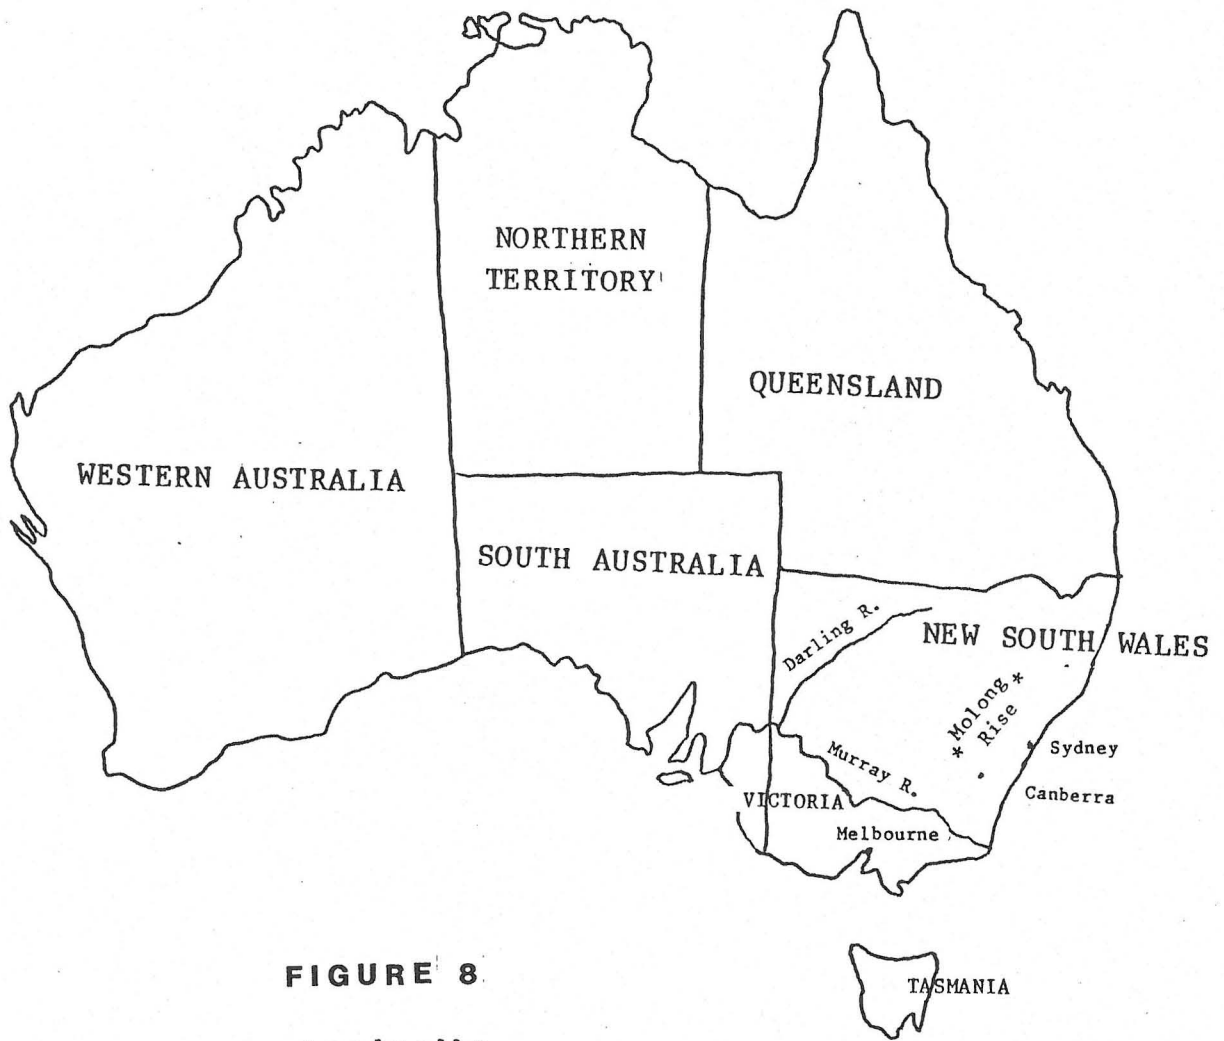 NORTHERN
TERRITORY
QUEENSLAND
WESTERN AUSTRALIA
SOUTH AUSTRALIA
Darling R.
NEW SOUTH WALES
* Molong *
Rise
Murray R.
Sydney
Canberra
VICTORIA
Melbourne
TASMANIA
FIGURE 8